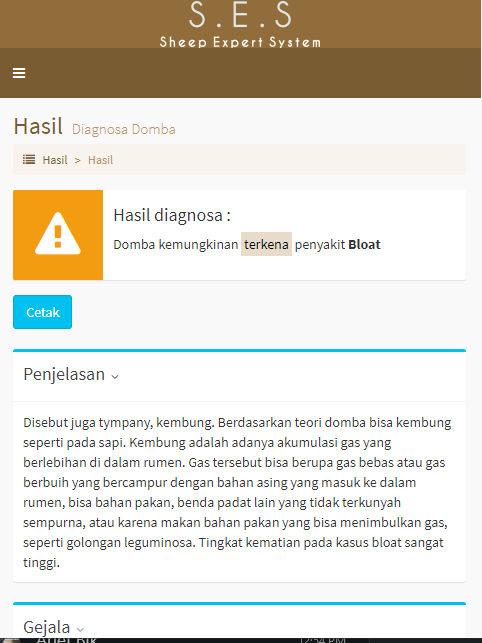 S.E.S
Sheep Expert System
Hasil Diagnosa Domba
Hasil > Hasil
Hasil diagnosa :
Domba kemungkinan terkena penyakit Bloat
Cetak
Penjelasan
Disebut juga tympany, kembung. Berdasarkan teori domba bisa kembung
seperti pada sapi. Kembung adalah adanya akumulasi gas yang
berlebihan di dalam rumen. Gas tersebut bisa berupa gas bebas atau gas
berbuih yang bercampur dengan bahan asing yang masuk ke dalam
rumen, bisa bahan pakan, benda padat lain yang tidak terkunyah
sempurna, atau karena makan bahan pakan yang bisa menimbulkan gas,
seperti golongan leguminosa. Tingkat kematian pada kasus bloat sangat
tinggi.
Gejala
12:54 PM